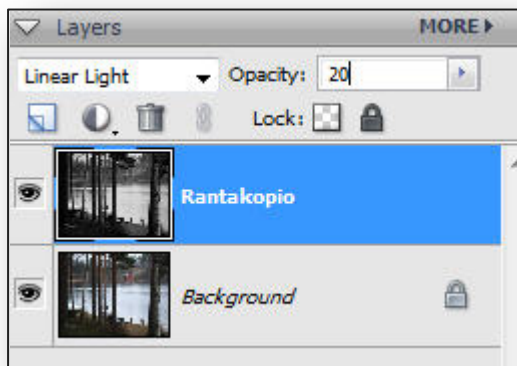 Layers MORE
Linear Light Opacity: 20
Lock:
Rantakopio
Background